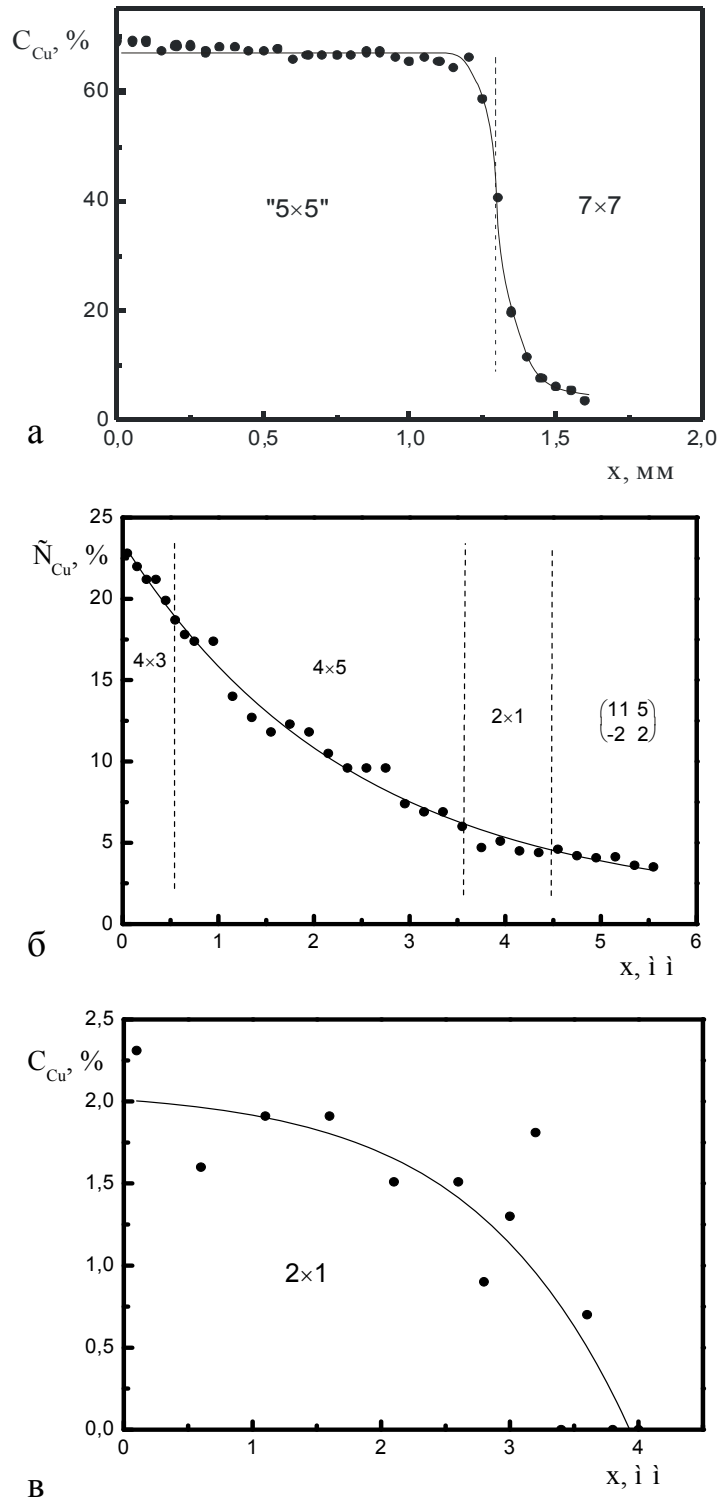 C_Cu, %
60
40
20
0
"5×5"
7×7
0,0 0,5 1,0 1,5 2,0
x, мм
а
25
Ñ_Cu, %
20
15
10
5
0
4×3
4×5
2×1
(11 5
-2 2)
0 1 2 3 4 5 6
x, ì ì
б
2,5
C_Cu, %
2,0
1,5
1,0
0,5
0,0
2×1
0 1 2 3 4
x, ì ì
в